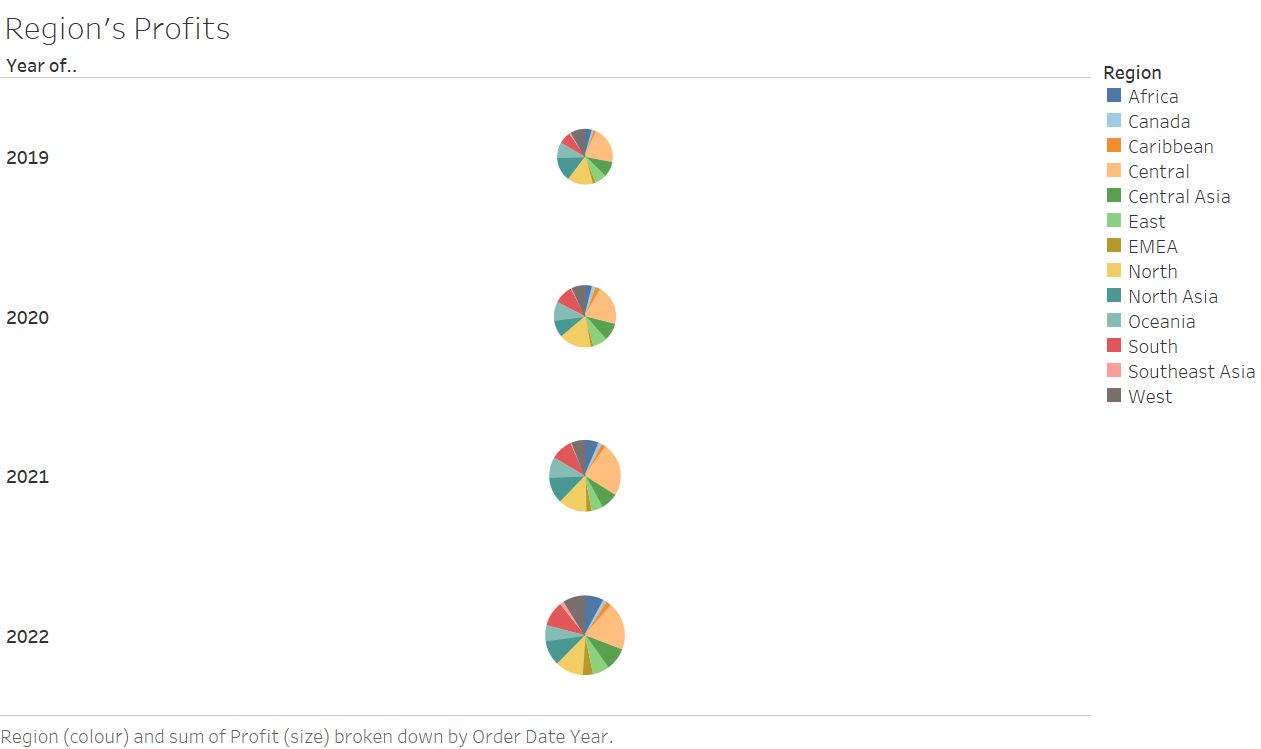 Region's Profits
Year of..
2019
2020
2021
2022
Region
Africa
Canada
Caribbean
Central
Central Asia
East
EMEA
North
North Asia
Oceania
South
Southeast Asia
West
Region (colour) and sum of Profit (size) broken down by Order Date Year.